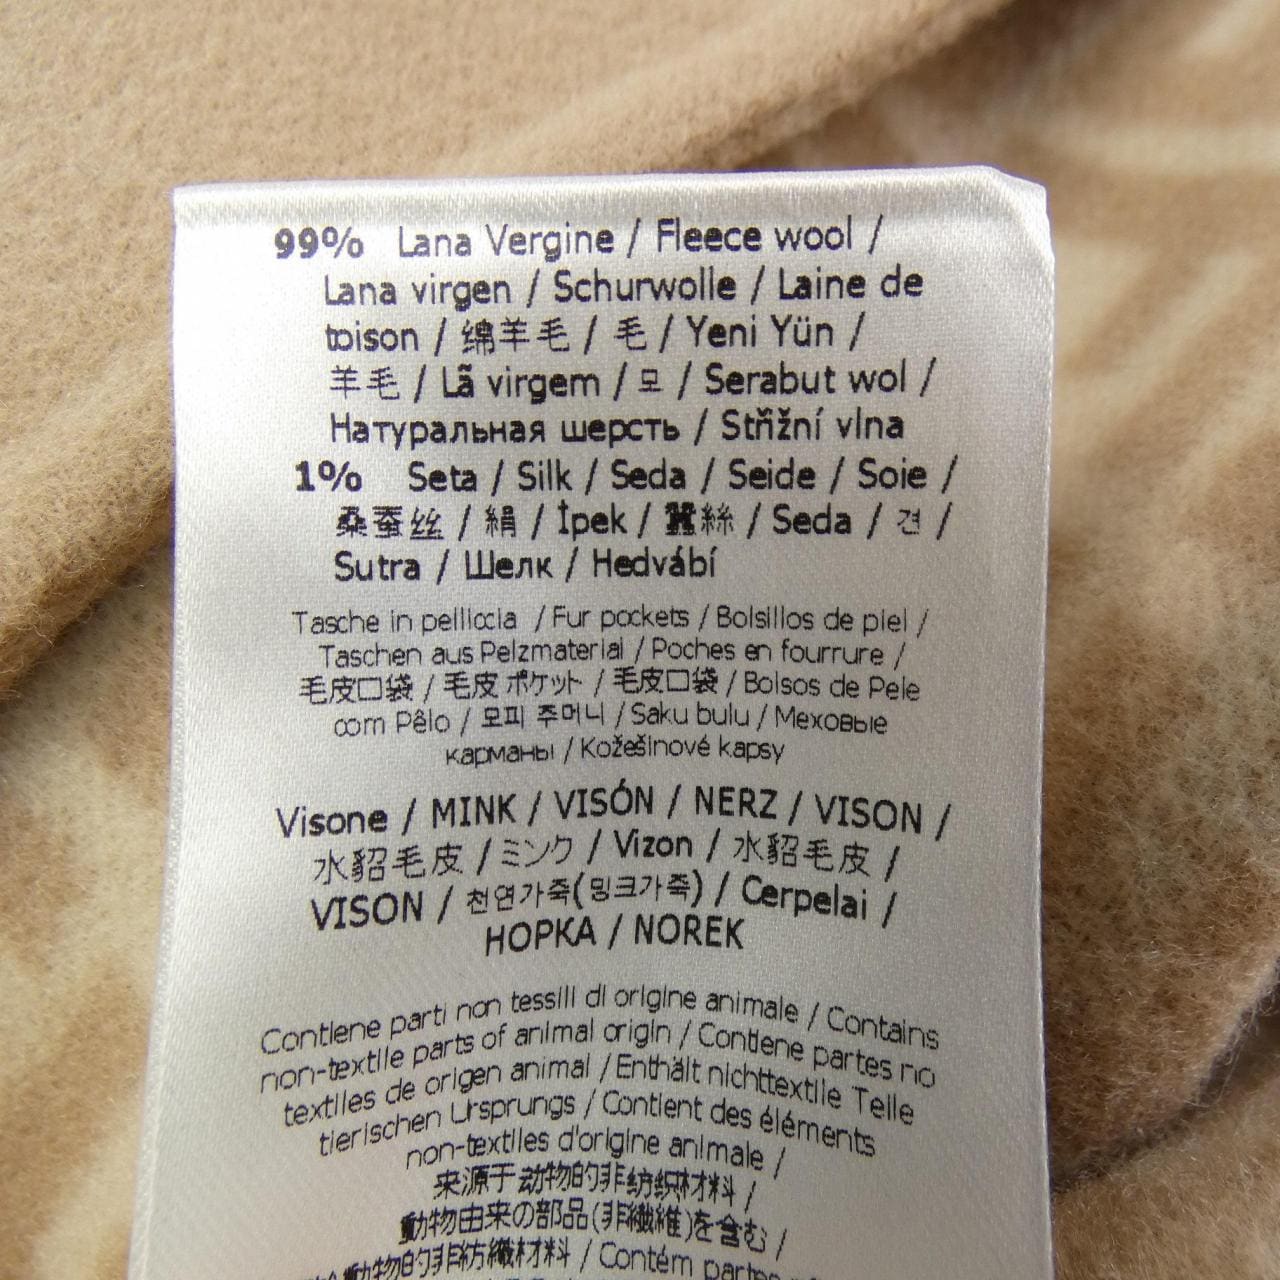 99% Lana Vergine / Fleece wool /
Lana virgen / Schurwolle / Laine de
toison / 绵羊毛 / 毛 / Yeni Yün /
羊毛 / Lã virgem / 모 / Serabut wol /
Натуральная шерсть / Střižní vlna
1% Seta / Silk / Seda / Seide / Soie /
桑蚕丝 / 絹 / İpek / 蠶絲 / Seda / 견 /
Sutra / Шелк / Hedvábí
Tasche in pelliccia / Fur pockets / Bolsillos de piel /
Taschen aus Pelzmaterial / Poches en fourrure /
毛皮口袋 / 毛皮 ポケット / 毛皮口袋 / Bolsos de Pele
com Pêlo / 모피 주머니 / Saku bulu / Меховые
карманы / Kožešinové kapsy
Visone / MINK / VISÓN / NERZ / VISON /
水貂毛皮 / ミンク / Vizon / 水貂毛皮 /
VISON / 천연가죽(밍크가죽) / Cerpelai /
НОРКА / NOREK
Contiene parti non tessili di origine animale / Contains
non-textile parts of animal origin / Contiene partes no
textiles de origen animal / Enthält nichttextile Teile
tierischen Ursprungs / Contient des éléments
non-textiles d'origine animale /
来源于动物的非纺织材料 /
動物由来の部品(非繊維)を含む /
動物的非紡織材料 / Contém partes